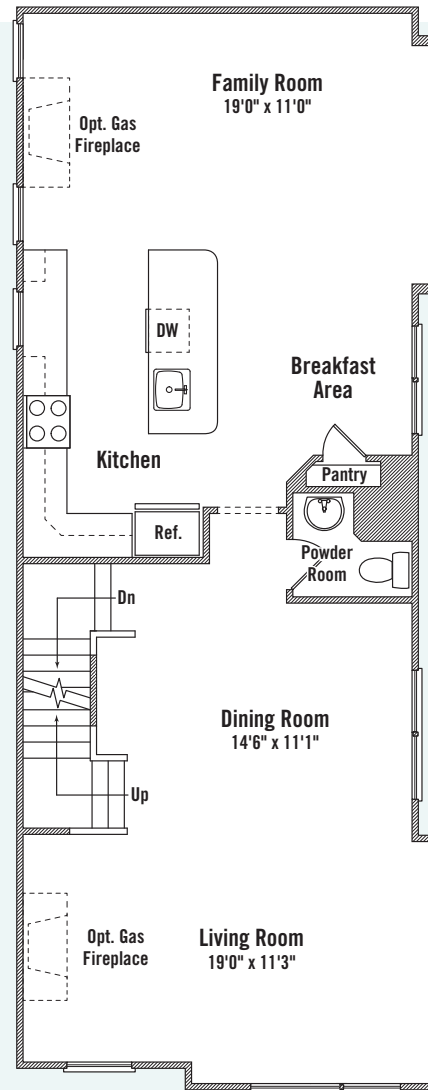 Family Room
19'0" x 11'0"
Opt. Gas
Fireplace
DW
Breakfast
Area
Kitchen
Pantry
Ref.
Powder
Room
Dn
Dining Room
14'6" x 11'1"
Up
Opt. Gas
Fireplace
Living Room
19'0" x 11'3"